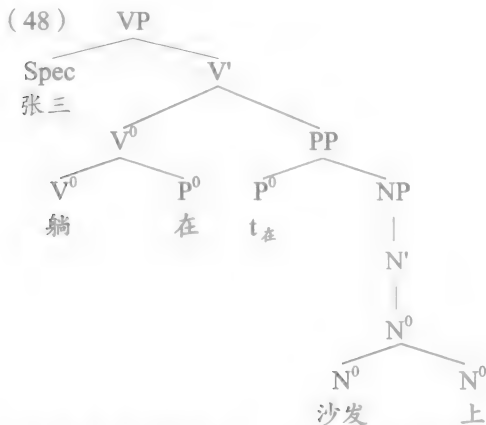 (48) VP
Spec V'
张三
V⁰ PP
V⁰ P⁰ P⁰ NP
躺 在 t在
N'
N⁰
N⁰ N⁰
沙发 上